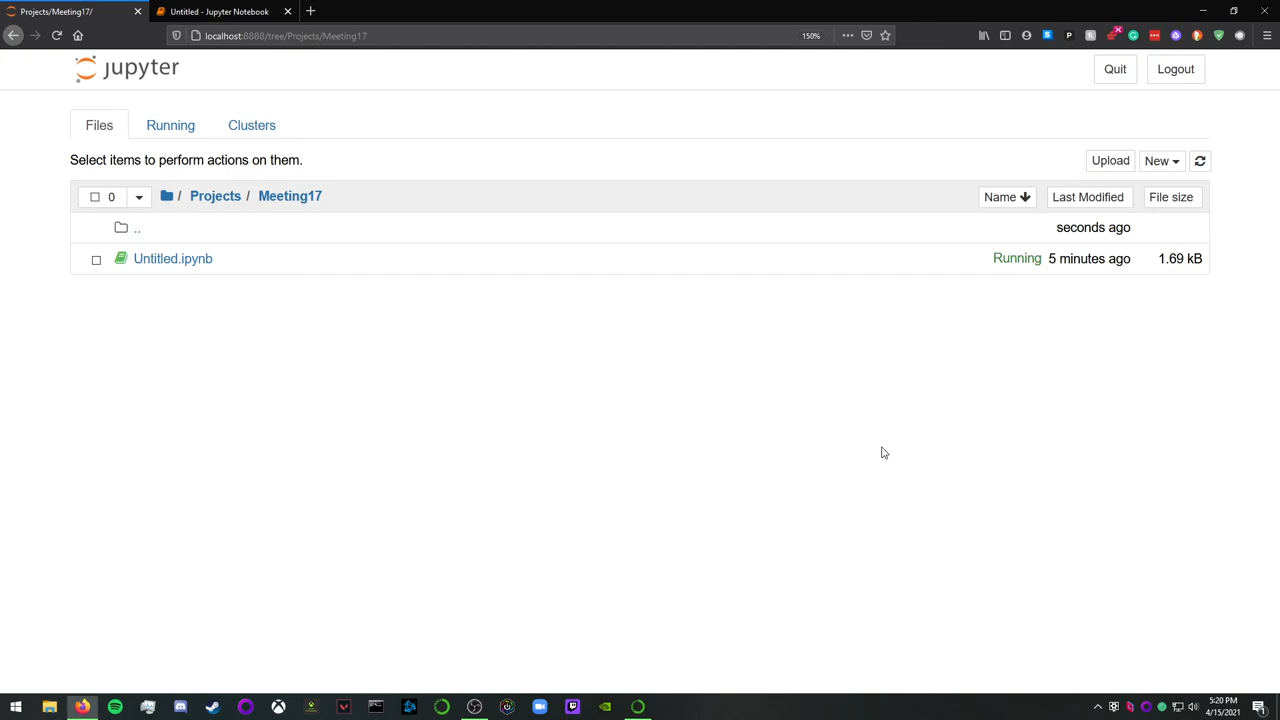 Projects/Meeting17/
Untitled - Jupyter Notebook
localhost:8888/tree/Projects/Meeting17
150%
jupyter
Quit
Logout
Files
Running
Clusters
Select items to perform actions on them.
Upload
New
0
/ Projects / Meeting17
Name
Last Modified
File size
..
seconds ago
Untitled.ipynb
Running
5 minutes ago
1.69 kB
5:20 PM
4/15/2021